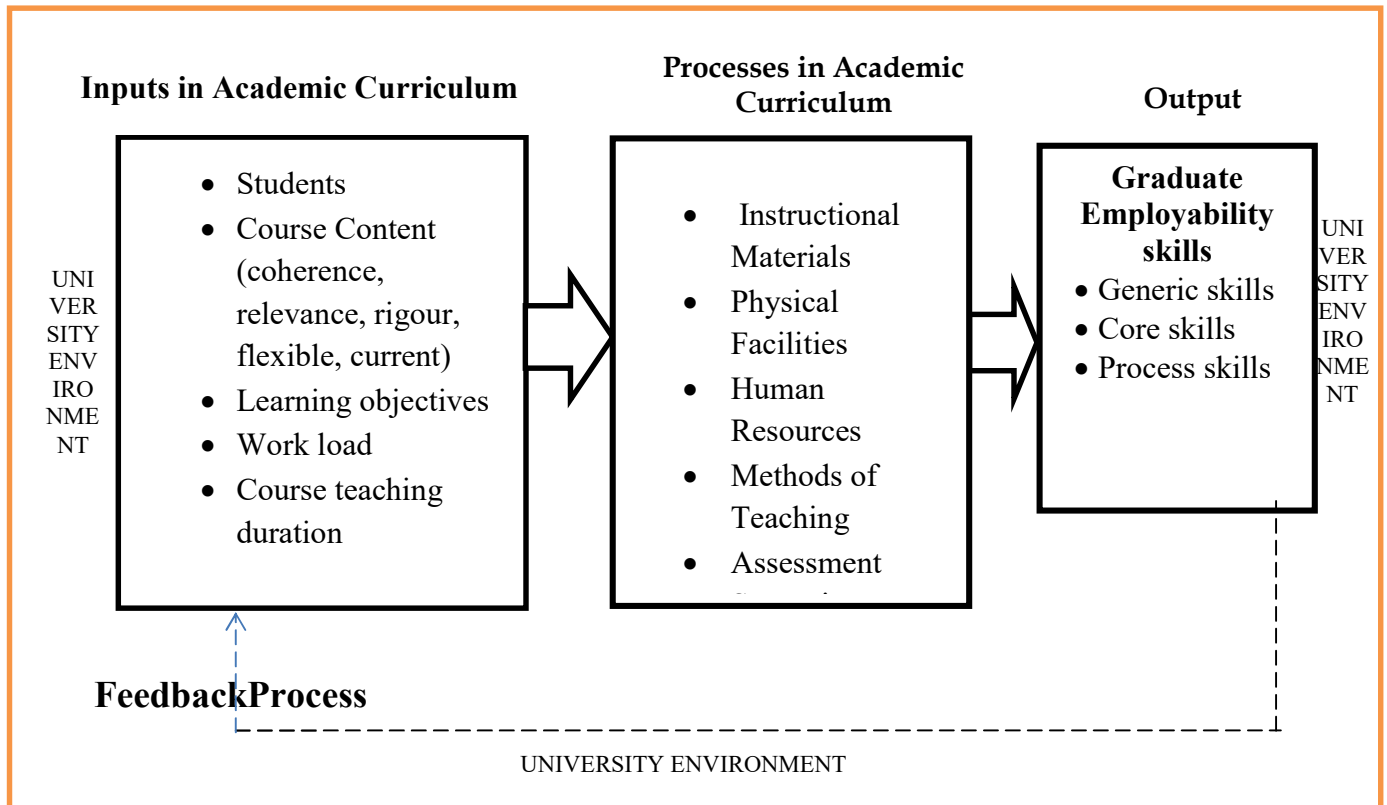 Inputs in Academic Curriculum
UNI
VER
SITY
ENV
IRO
NME
NT
• Students
• Course Content
(coherence,
relevance, rigour,
flexible, current)
• Learning objectives
• Work load
• Course teaching
duration
Processes in Academic
Curriculum
• Instructional
Materials
• Physical
Facilities
• Human
Resources
• Methods of
Teaching
• Assessment
Output
Graduate
Employability
skills
• Generic skills
• Core skills
• Process skills
UNI
VER
SITY
ENV
IRO
NME
NT
FeedbackProcess
UNIVERSITY ENVIRONMENT